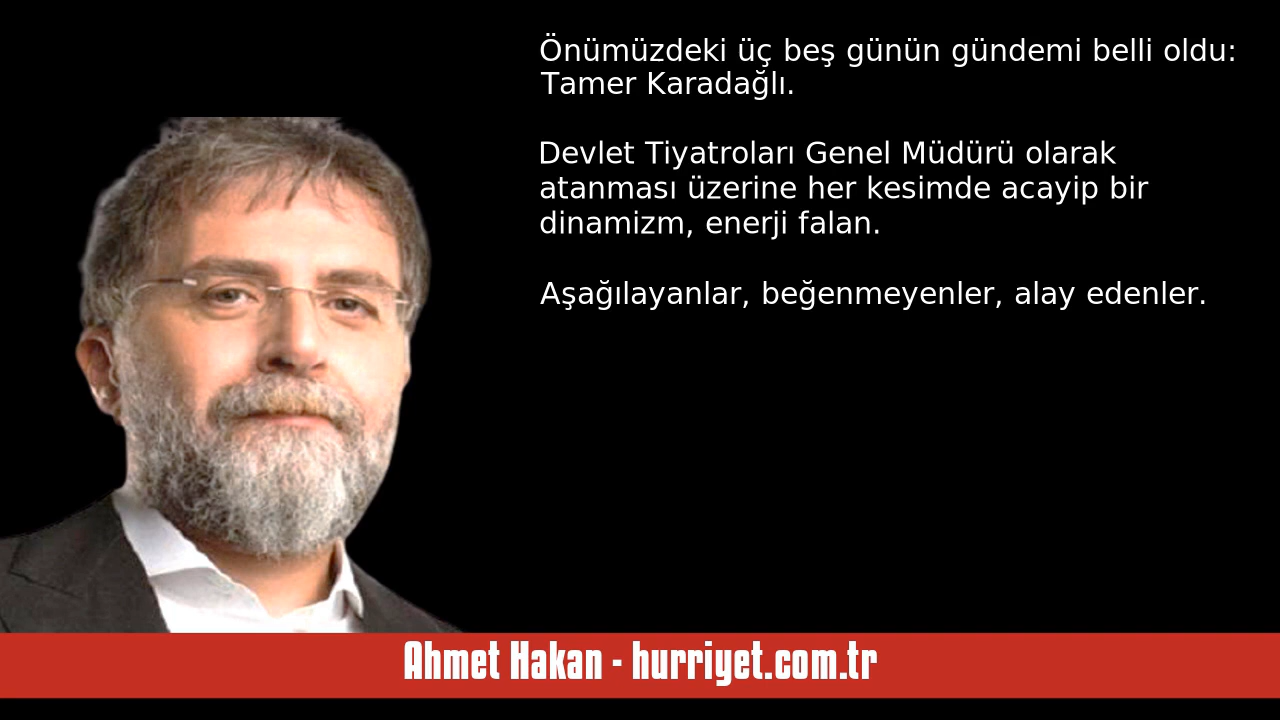 Önümüzdeki üç beş günün gündemi belli oldu:
Tamer Karadağlı.
Devlet Tiyatroları Genel Müdürü olarak
atanması üzerine her kesimde acayip bir
dinamizm, enerji falan.
Aşağılayanlar, beğenmeyenler, alay edenler.
Ahmet Hakan - hurriyet.com.tr